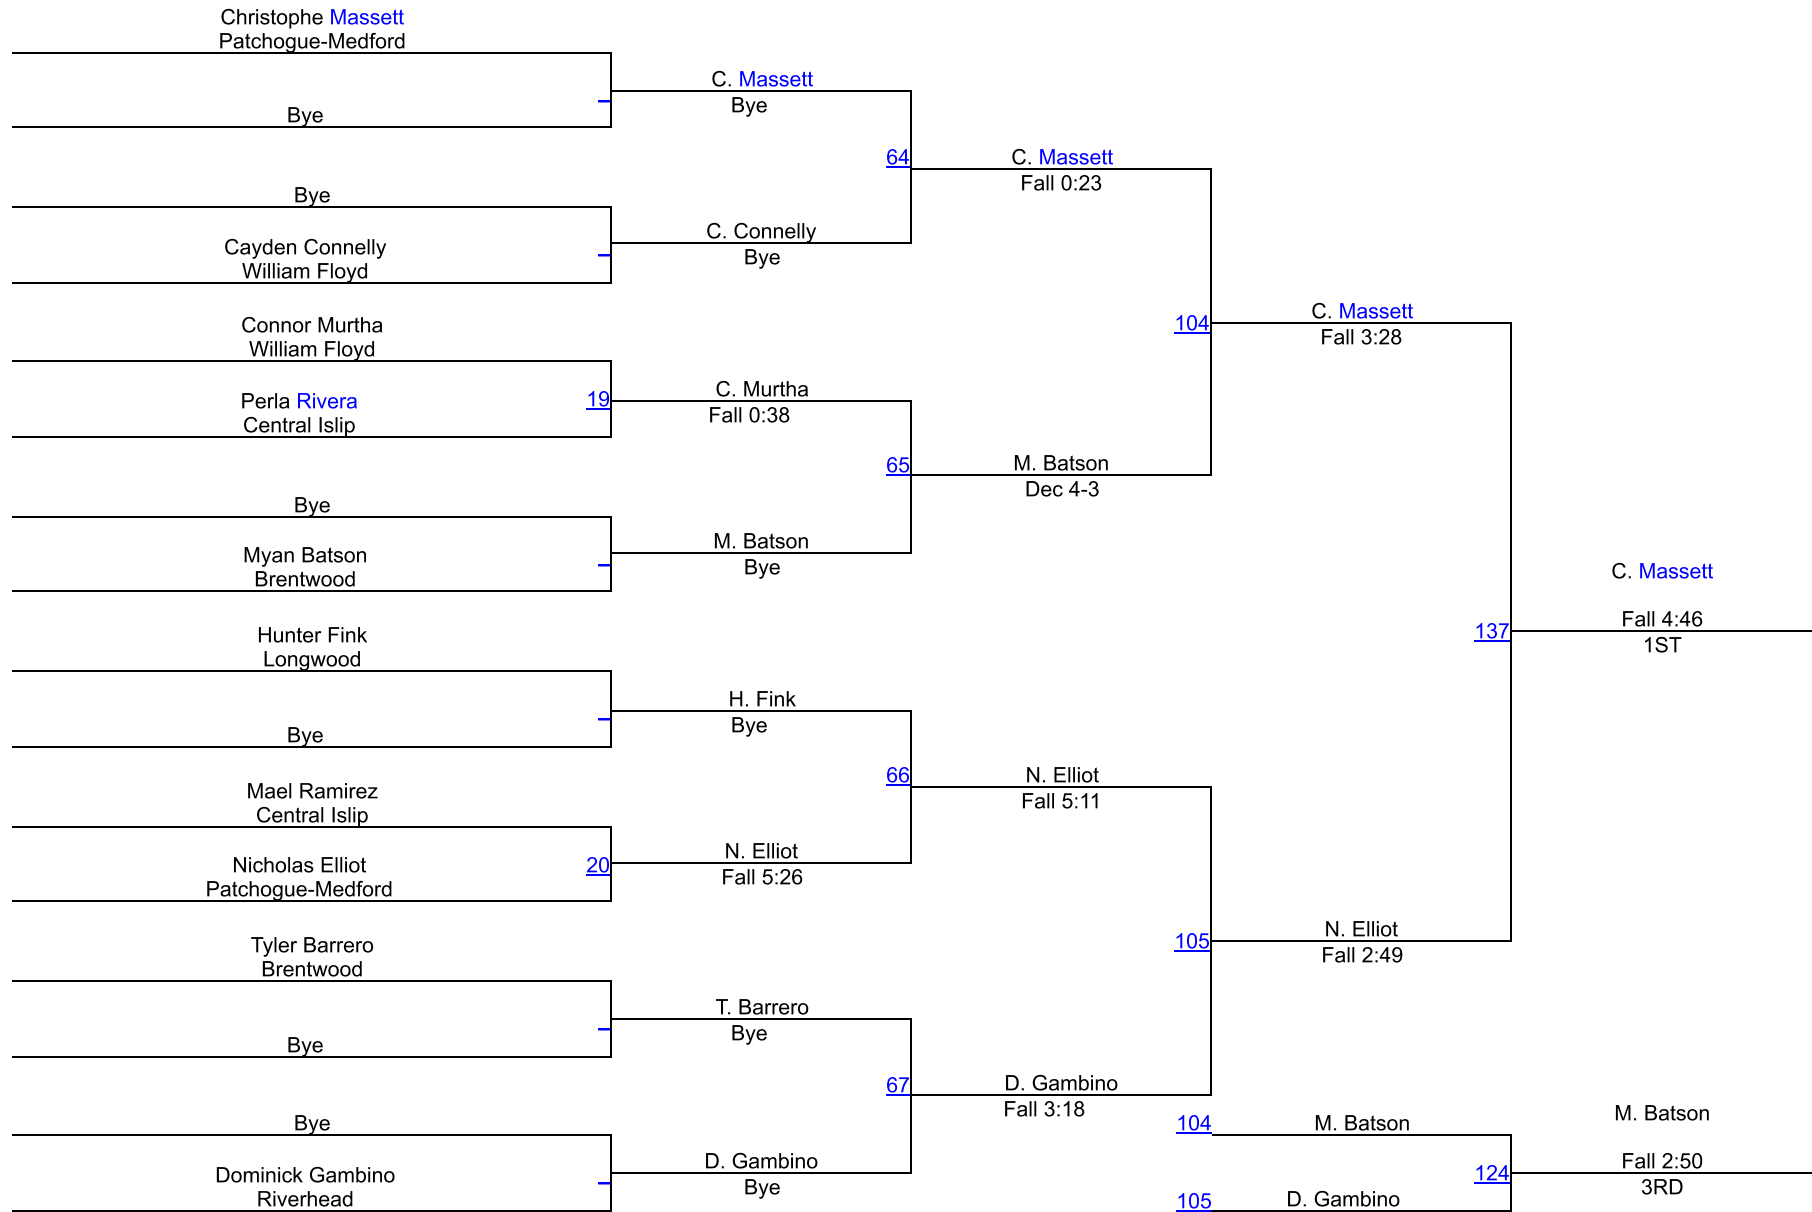 Christophe Massett
Patchogue-Medford
Bye
Bye
Cayden Connelly
William Floyd
Connor Murtha
William Floyd
Perla Rivera
Central Islip
Bye
Myan Batson
Brentwood
Hunter Fink
Longwood
Bye
Mael Ramirez
Central Islip
Nicholas Elliot
Patchogue-Medford
Tyler Barrero
Brentwood
Bye
Bye
Dominick Gambino
Riverhead
19
20
C. Massett
Bye
C. Connelly
Bye
C. Murtha
Fall 0:38
M. Batson
Bye
H. Fink
Bye
N. Elliot
Fall 5:26
T. Barrero
Bye
D. Gambino
Bye
64
65
66
67
C. Massett
Fall 0:23
M. Batson
Dec 4-3
N. Elliot
Fall 5:11
D. Gambino
Fall 3:18
104
105
C. Massett
Fall 3:28
N. Elliot
Fall 2:49
137
C. Massett
Fall 4:46
1ST
104
M. Batson
105
D. Gambino
124
M. Batson
Fall 2:50
3RD